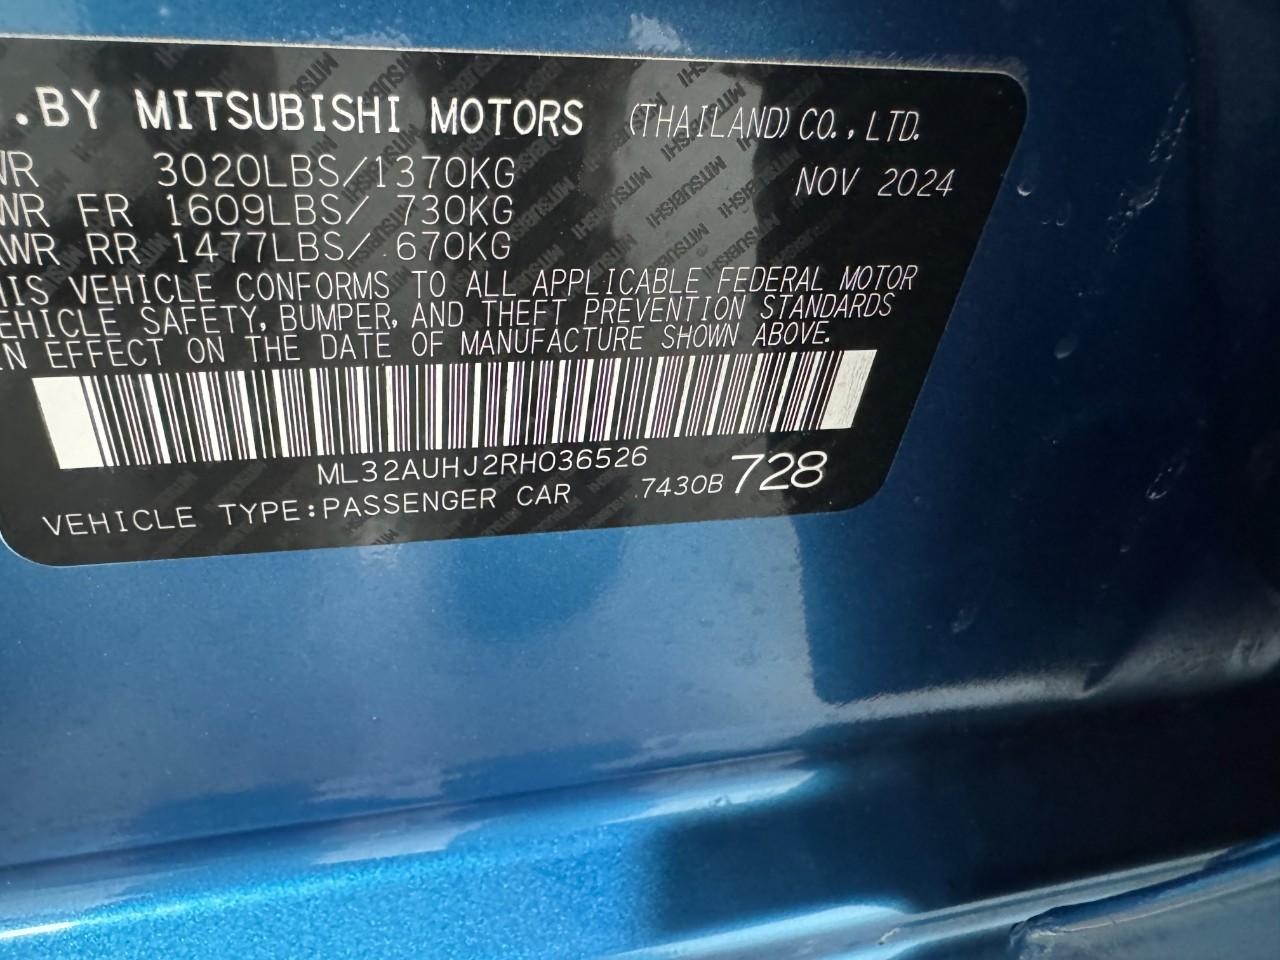 .BY MITSUBISHI MOTORS (THAILAND) CO.,LTD.
WR 3020LBS/1370KG NOV 2024
WR FR 1609LBS/ 730KG
WR RR 1477LBS/ 670KG
HIS VEHICLE CONFORMS TO ALL APPLICABLE FEDERAL MOTOR
EHICLE SAFETY, BUMPER, AND THEFT PREVENTION STANDARDS
IN EFFECT ON THE DATE OF MANUFACTURE SHOWN ABOVE.
ML32AUHJ2RH036526
VEHICLE TYPE:PASSENGER CAR 7430B 728